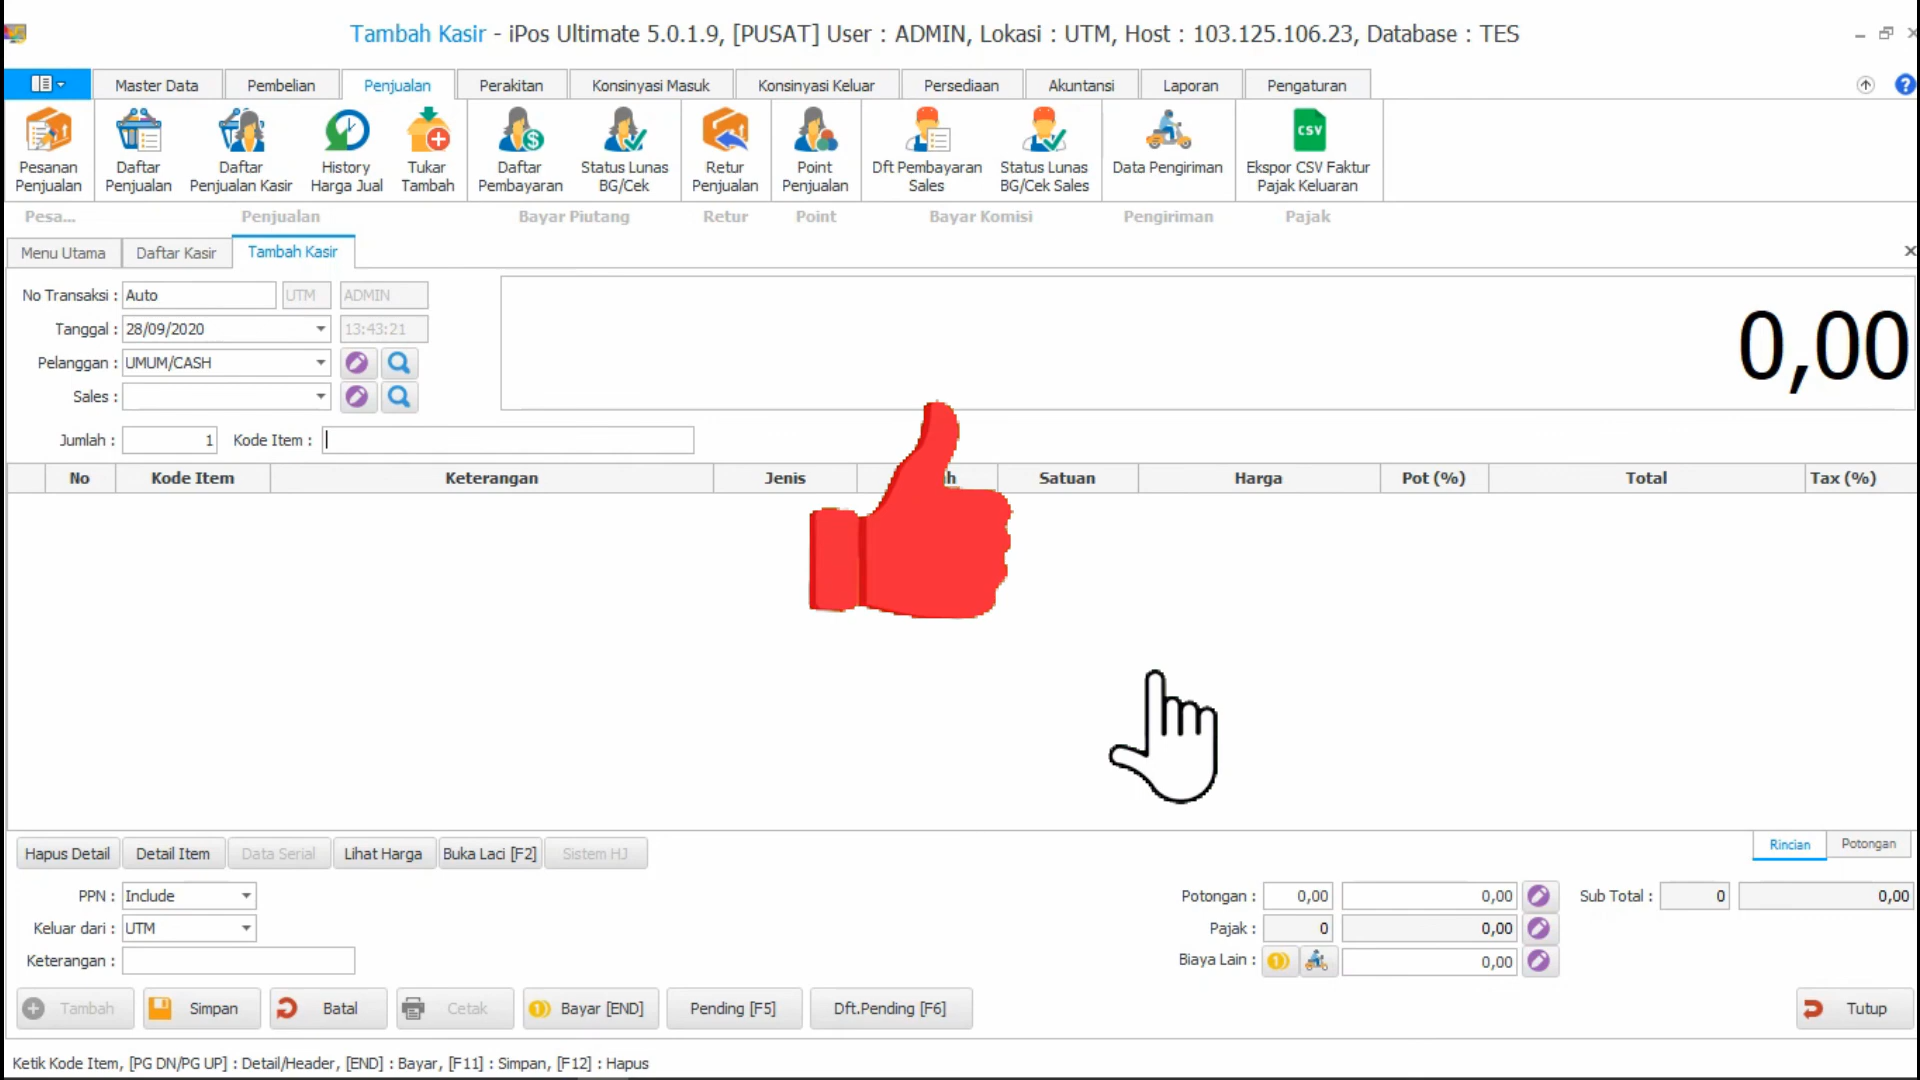 Tambah Kasir - iPos Ultimate 5.0.1.9, [PUSAT] User : ADMIN, Lokasi : UTM, Host : 103.125.106.23, Database : TES
Master Data Pembelian Penjualan Perakitan Konsinyasi Masuk Konsinyasi Keluar Persediaan Akuntansi Laporan Pengaturan ?
Pesanan Penjualan
Daftar Penjualan
Daftar Penjualan Kasir
History Harga Jual
Tukar Tambah
Daftar Pembayaran
Status Lunas BG/Cek
Retur Penjualan
Point Penjualan
Dft Pembayaran Sales
Status Lunas BG/Cek Sales
Data Pengiriman
CSV
Ekspor CSV Faktur Pajak Keluaran
Pesa... Penjualan Bayar Piutang Retur Point Bayar Komisi Pengiriman Pajak
Menu Utama Daftar Kasir Tambah Kasir
No Transaksi : Auto UTM ADMIN
0,00
Tanggal : 28/09/2020 13:43:21
Pelanggan : UMUM/CASH
Sales :
Jumlah : 1 Kode Item :
No Kode Item Keterangan Jenis h Satuan Harga Pot (%) Total Tax (%)
Hapus Detail Detail Item Data Serial Lihat Harga Buka Laci [F2] Sistem HJ Rincian Potongan
PPN : Include Potongan : 0,00 0,00 Sub Total : 0 0,00
Keluar dari : UTM Pajak : 0 0,00
Keterangan : Biaya Lain : 0,00
Tambah Simpan Batal Cetak Bayar [END] Pending [F5] Dft.Pending [F6] Tutup
Ketik Kode Item, [PG DN/PG UP] : Detail/Header, [END] : Bayar, [F11] : Simpan, [F12] : Hapus